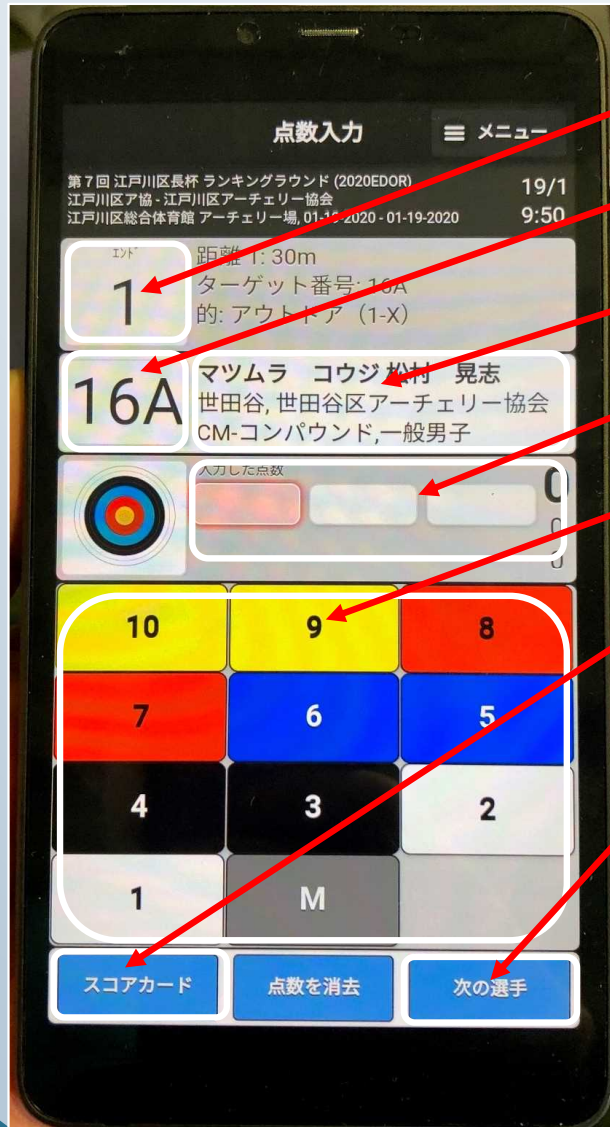 点数入力
≡ メニュー
第7回 江戸川区長杯 ランキングラウンド (2020EDOR)
19/1
江戸川区ア協 - 江戸川区アーチェリー協会
江戸川区総合体育館 アーチェリー場, 01-19-2020 - 01-19-2020
9:50
エンド
1
距離 1: 30m
ターゲット番号: 16A
的: アウトドア (1-X)
16A
マツムラ コウジ 松村 晃志
世田谷, 世田谷区アーチェリー協会
CM-コンパウンド,一般男子
入力した点数
0
0
0
10 9 8
7 6 5
4 3 2
1 M
スコアカード 点数を消去 次の選手